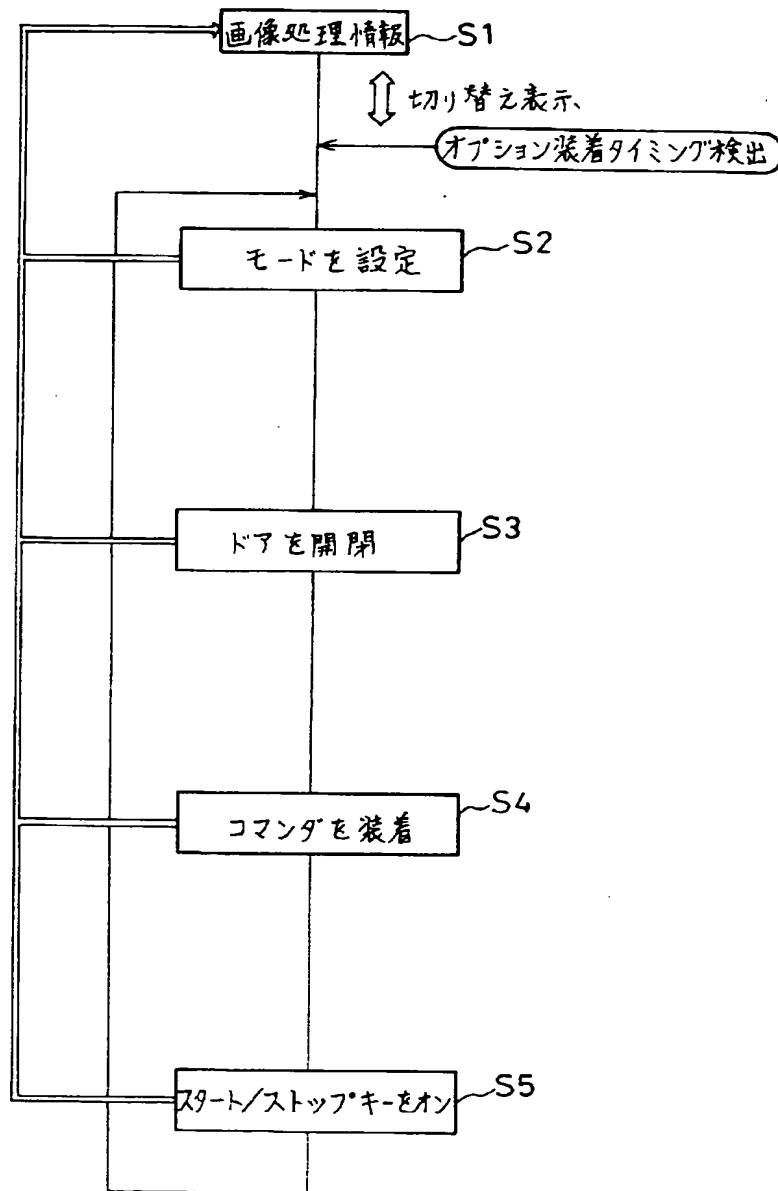 画像処理情報
S1
切り替え表示
オプション装着タイミング検出
モードを設定
S2
ドアを開閉
S3
コマンダを装着
S4
スタート/ストップキーをオン
S5